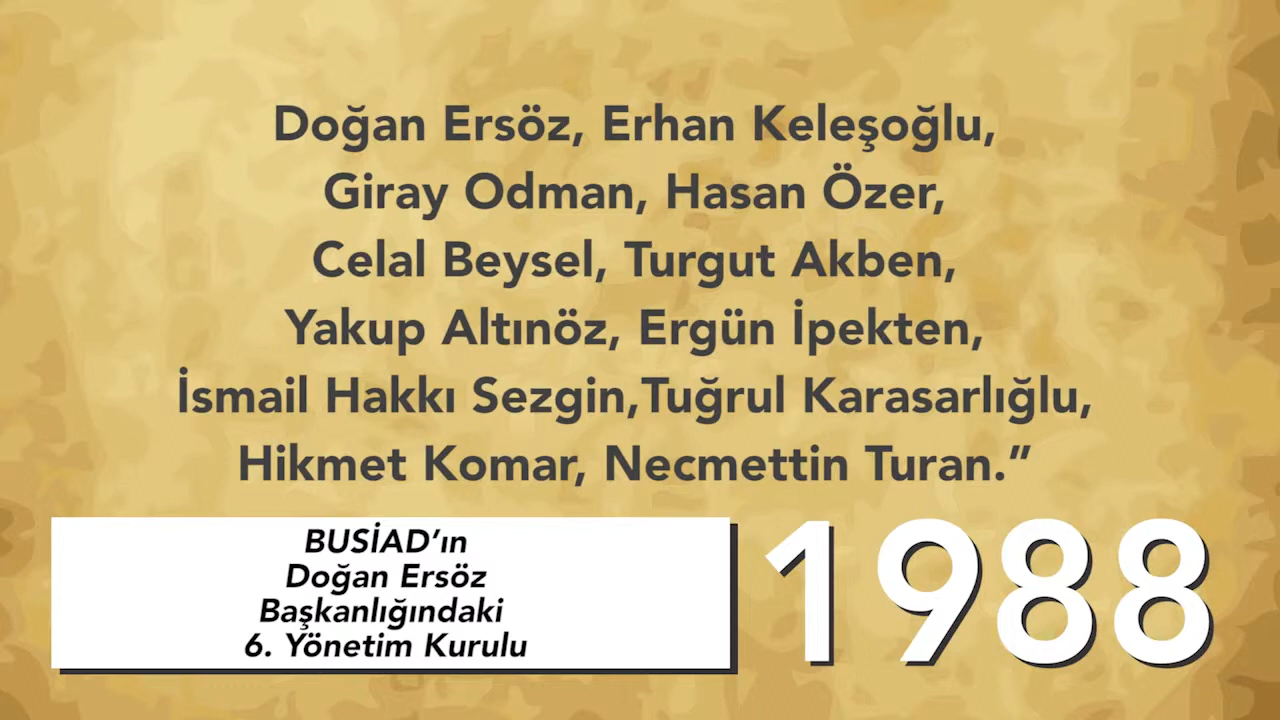 Doğan Ersöz, Erhan Keleşoğlu,
Giray Odman, Hasan Özer,
Celal Beysel, Turgut Akben,
Yakup Altınöz, Ergün İpekten,
İsmail Hakkı Sezgin,Tuğrul Karasarlığlu,
Hikmet Komar, Necmettin Turan.”
BUSİAD’ın
Doğan Ersöz
Başkanlığındaki
6. Yönetim Kurulu
1988